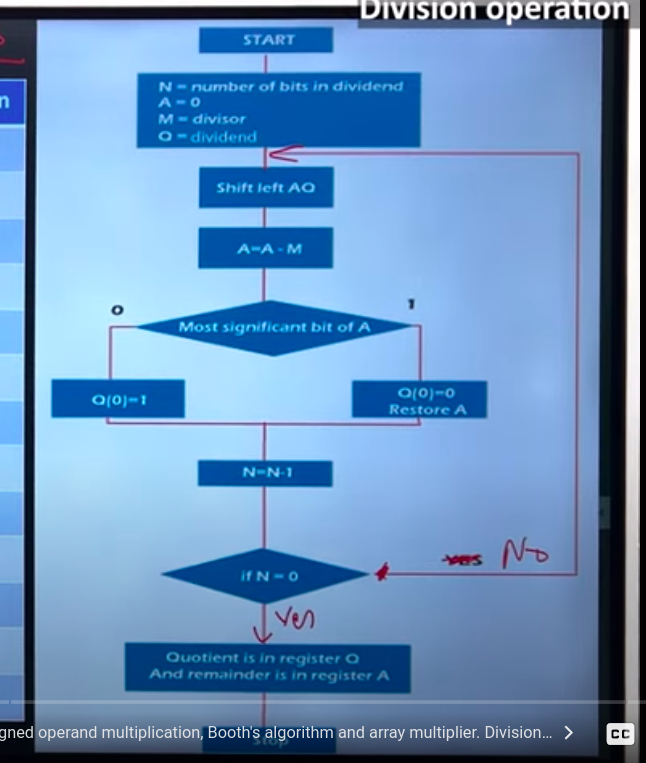 Division operation
n
START
N = number of bits in dividend
A = 0
M = divisor
Q = dividend
Shift left AQ
A=A - M
0
1
Most significant bit of A
Q(0)=1
Q(0)=0
Restore A
N=N-1
No
if N = 0
Yes
Quotient is in register Q
And remainder is in register A
gned operand multiplication, Booth's algorithm and array multiplier. Division...
CC
Stop